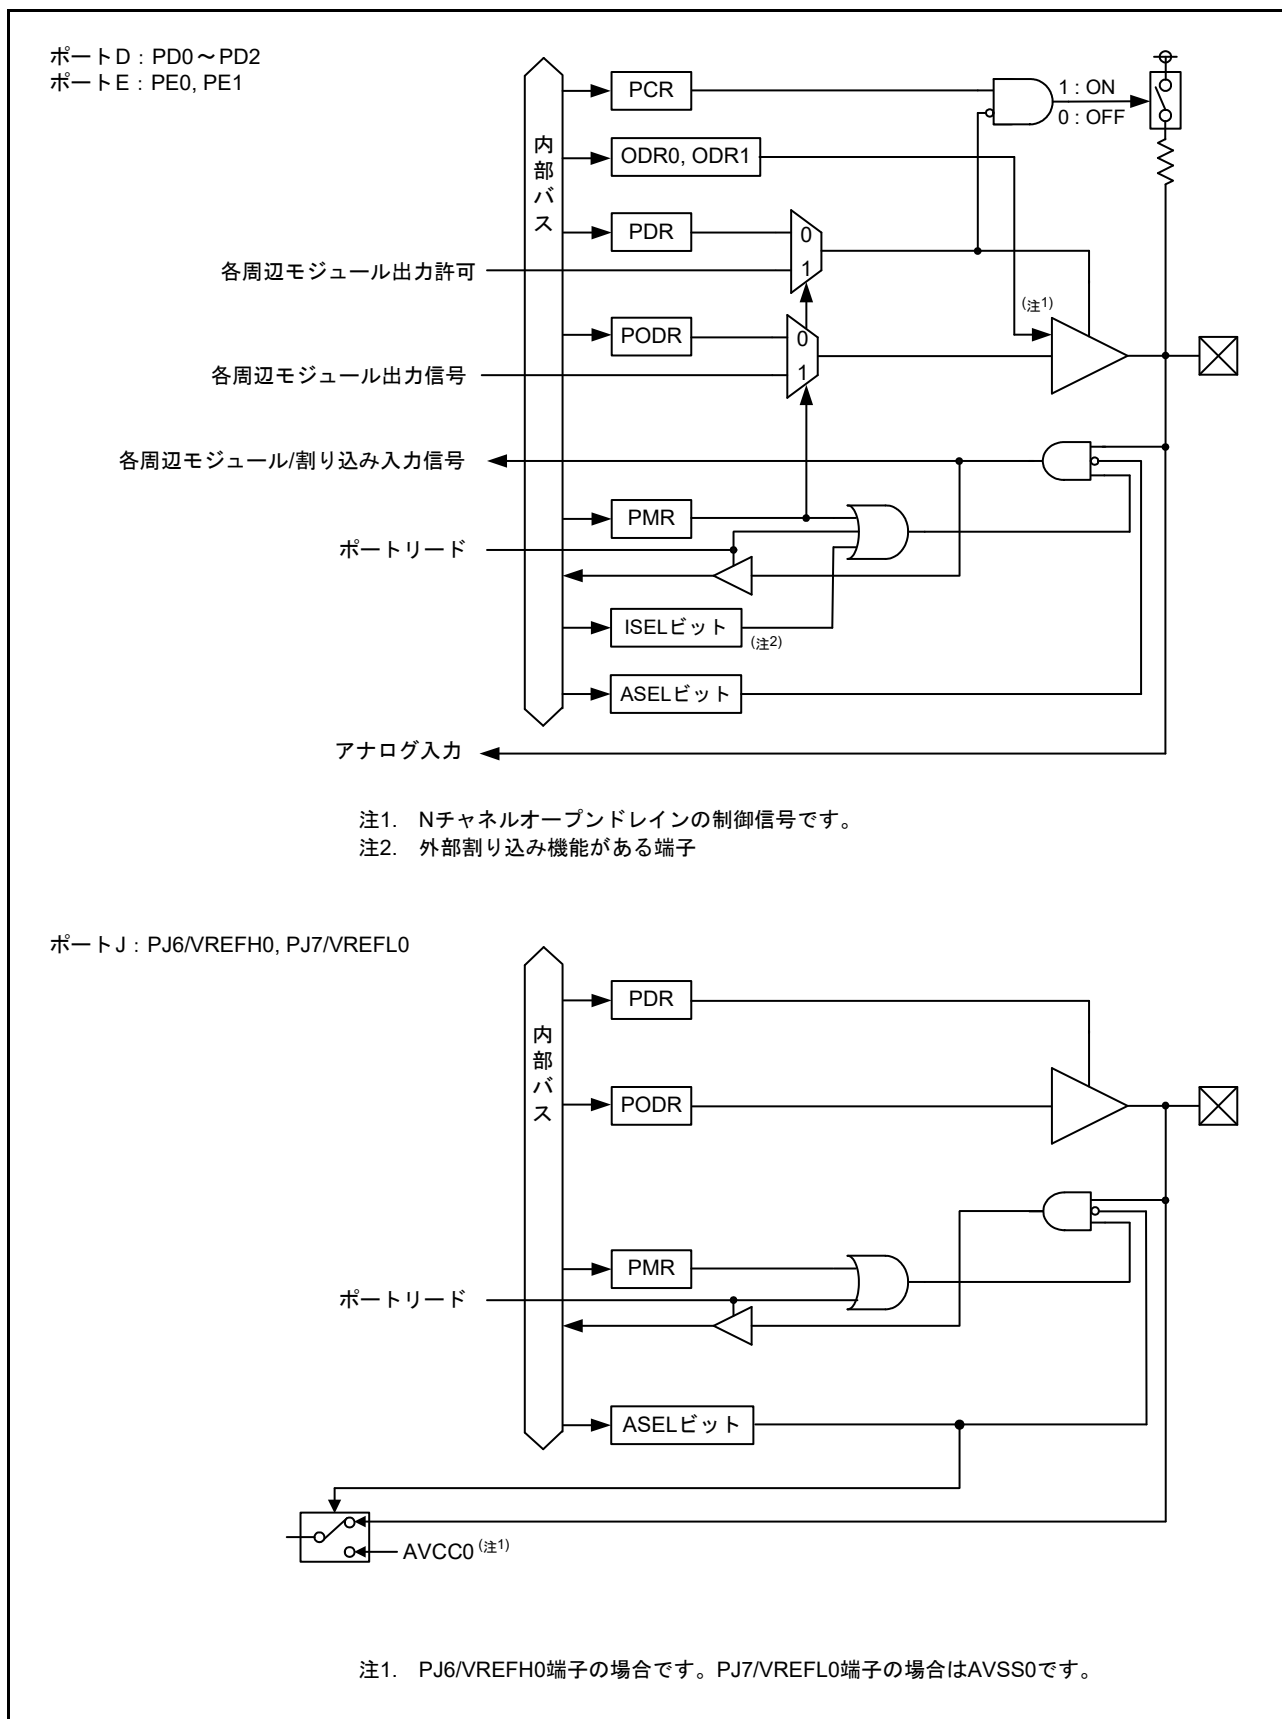 ポートD : PD0～PD2
ポートE : PE0, PE1
内部バス
PCR
1 : ON
0 : OFF
ODR0, ODR1
PDR
0
1
各周辺モジュール出力許可
(注1)
PODR
0
1
各周辺モジュール出力信号
各周辺モジュール/割り込み入力信号
PMR
ポートリード
ISELビット
(注2)
ASELビット
アナログ入力
注1. Nチャネルオープンドレインの制御信号です。
注2. 外部割り込み機能がある端子
ポートJ : PJ6/VREFH0, PJ7/VREFL0
内部バス
PDR
PODR
PMR
ポートリード
ASELビット
AVCC0 (注1)
注1. PJ6/VREFH0端子の場合です。PJ7/VREFL0端子の場合はAVSS0です。